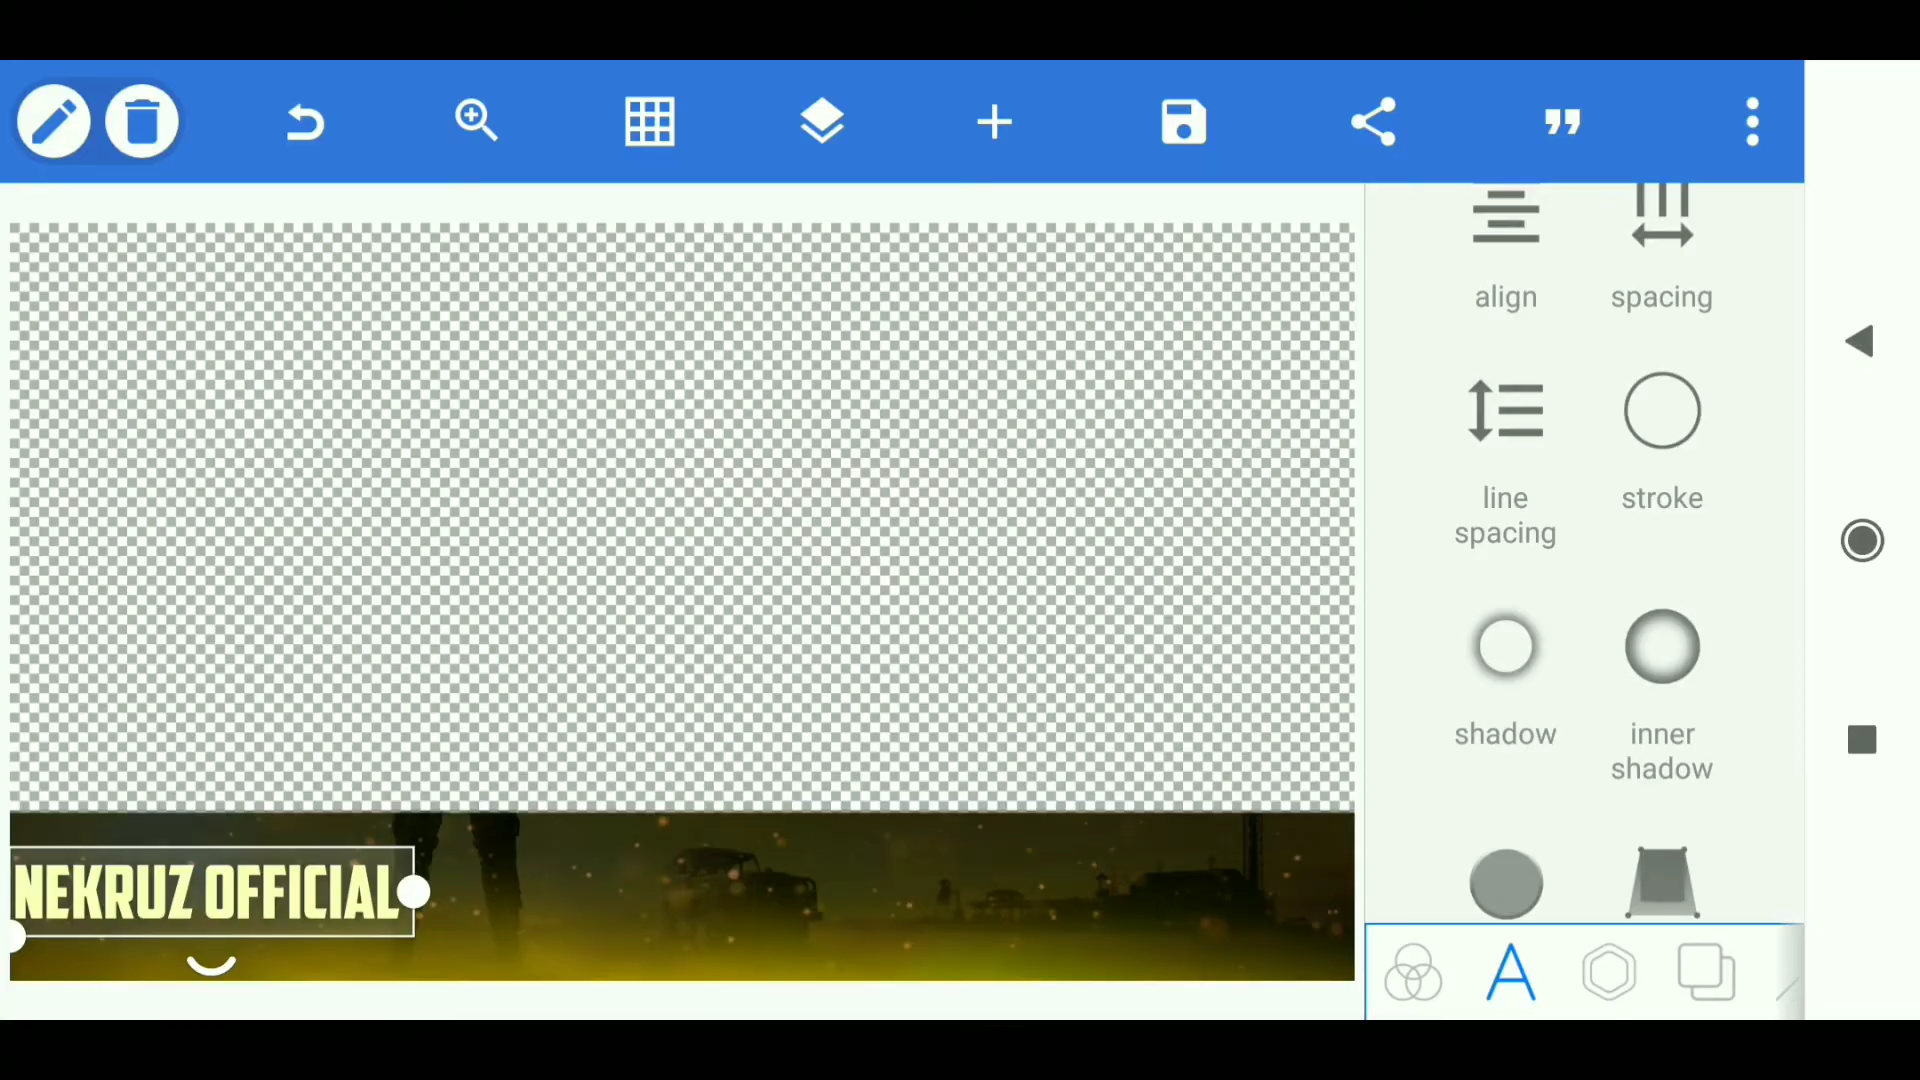 align
spacing
line
spacing
stroke
shadow
inner
shadow
NEKRUZ OFFICIAL